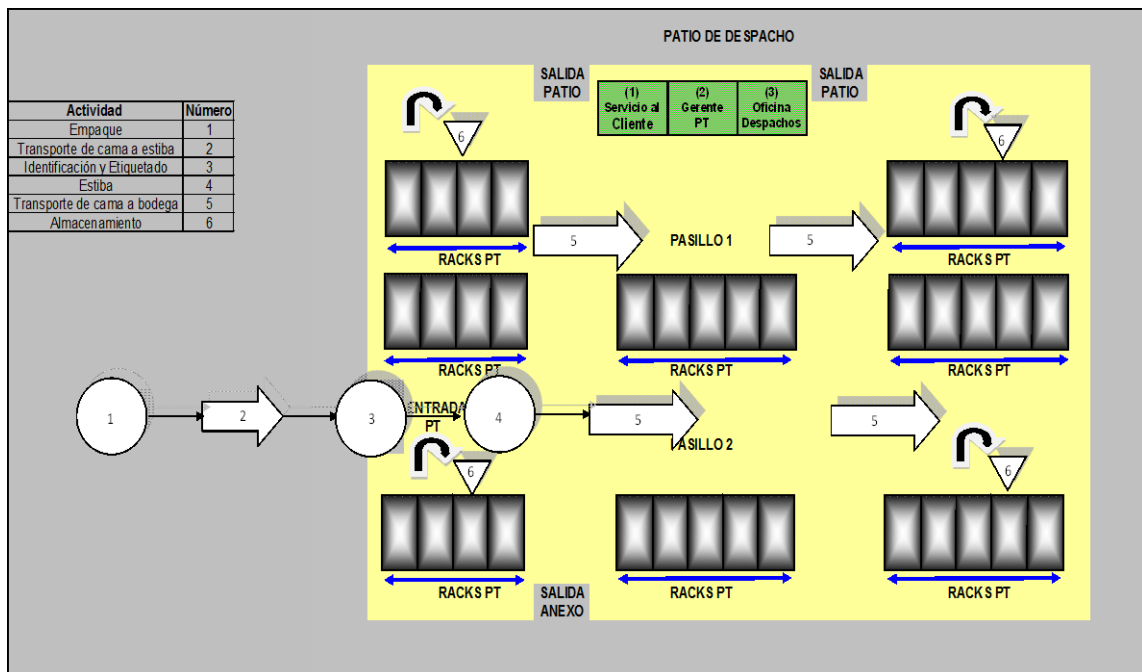 PATIO DE DESPACHO
SALIDA
PATIO
SALIDA
PATIO
(1)
Servicio al
Cliente
(2)
Gerente
PT
(3)
Oficina
Despachos
Actividad Número
Empaque 1
Transporte de cama a estiba 2
Identificación y Etiquetado 3
Estiba 4
Transporte de cama a bodega 5
Almacenamiento 6
6
6
5
PASILLO 1
5
RACKS PT
RACKS PT
RACKS PT
RACKS PT
RACKS PT
1
2
3
ENTRADA
PT
4
5
PASILLO 2
5
6
6
RACKS PT
RACKS PT
RACKS PT
SALIDA
ANEXO